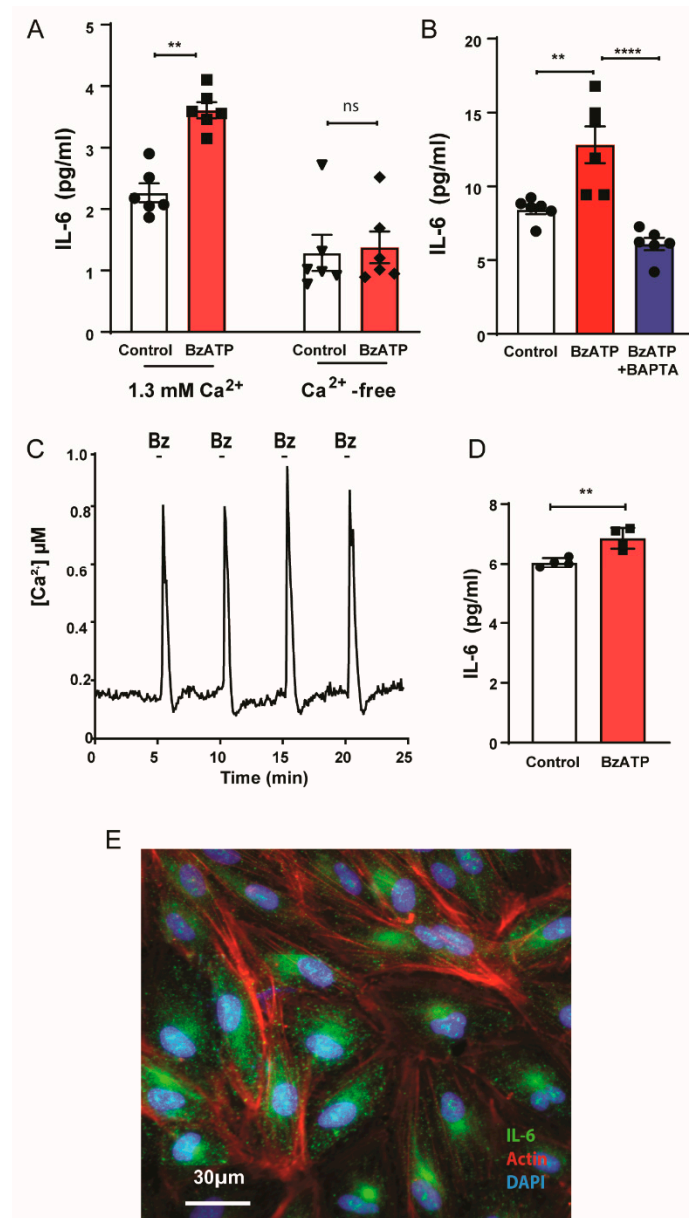 A
IL-6 (pg/ml)
5
4
3
2
1
0
**
ns
Control BzATP Control BzATP
1.3 mM Ca2+ Ca2+ -free
B
IL-6 (pg/ml)
20
15
10
5
0
** ****
Control BzATP BzATP
+BAPTA
C
Bz Bz Bz Bz
[Ca2+] µM
1.0
0.8
0.6
0.4
0.2
0
0 5 10 15 20 25
Time (min)
D
IL-6 (pg/ml)
8
6
4
2
0
**
Control BzATP
E
IL-6
Actin
DAPI
30µm